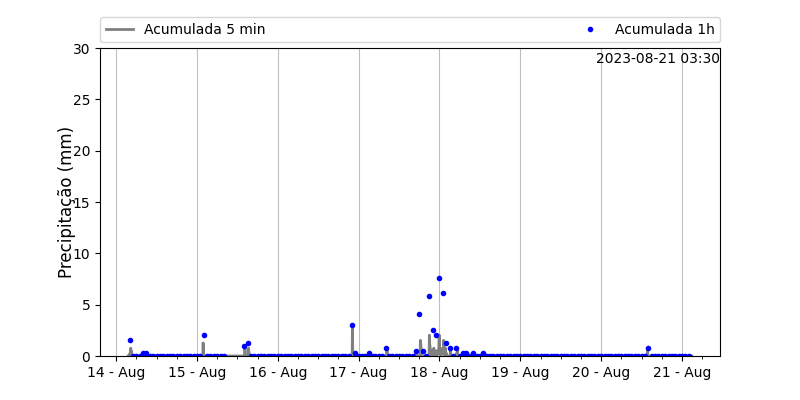 Acumulada 5 min
Acumulada 1h
2023-08-21 03:30
Precipitação (mm)
30
25
20
15
10
5
0
14 - Aug
15 - Aug
16 - Aug
17 - Aug
18 - Aug
19 - Aug
20 - Aug
21 - Aug